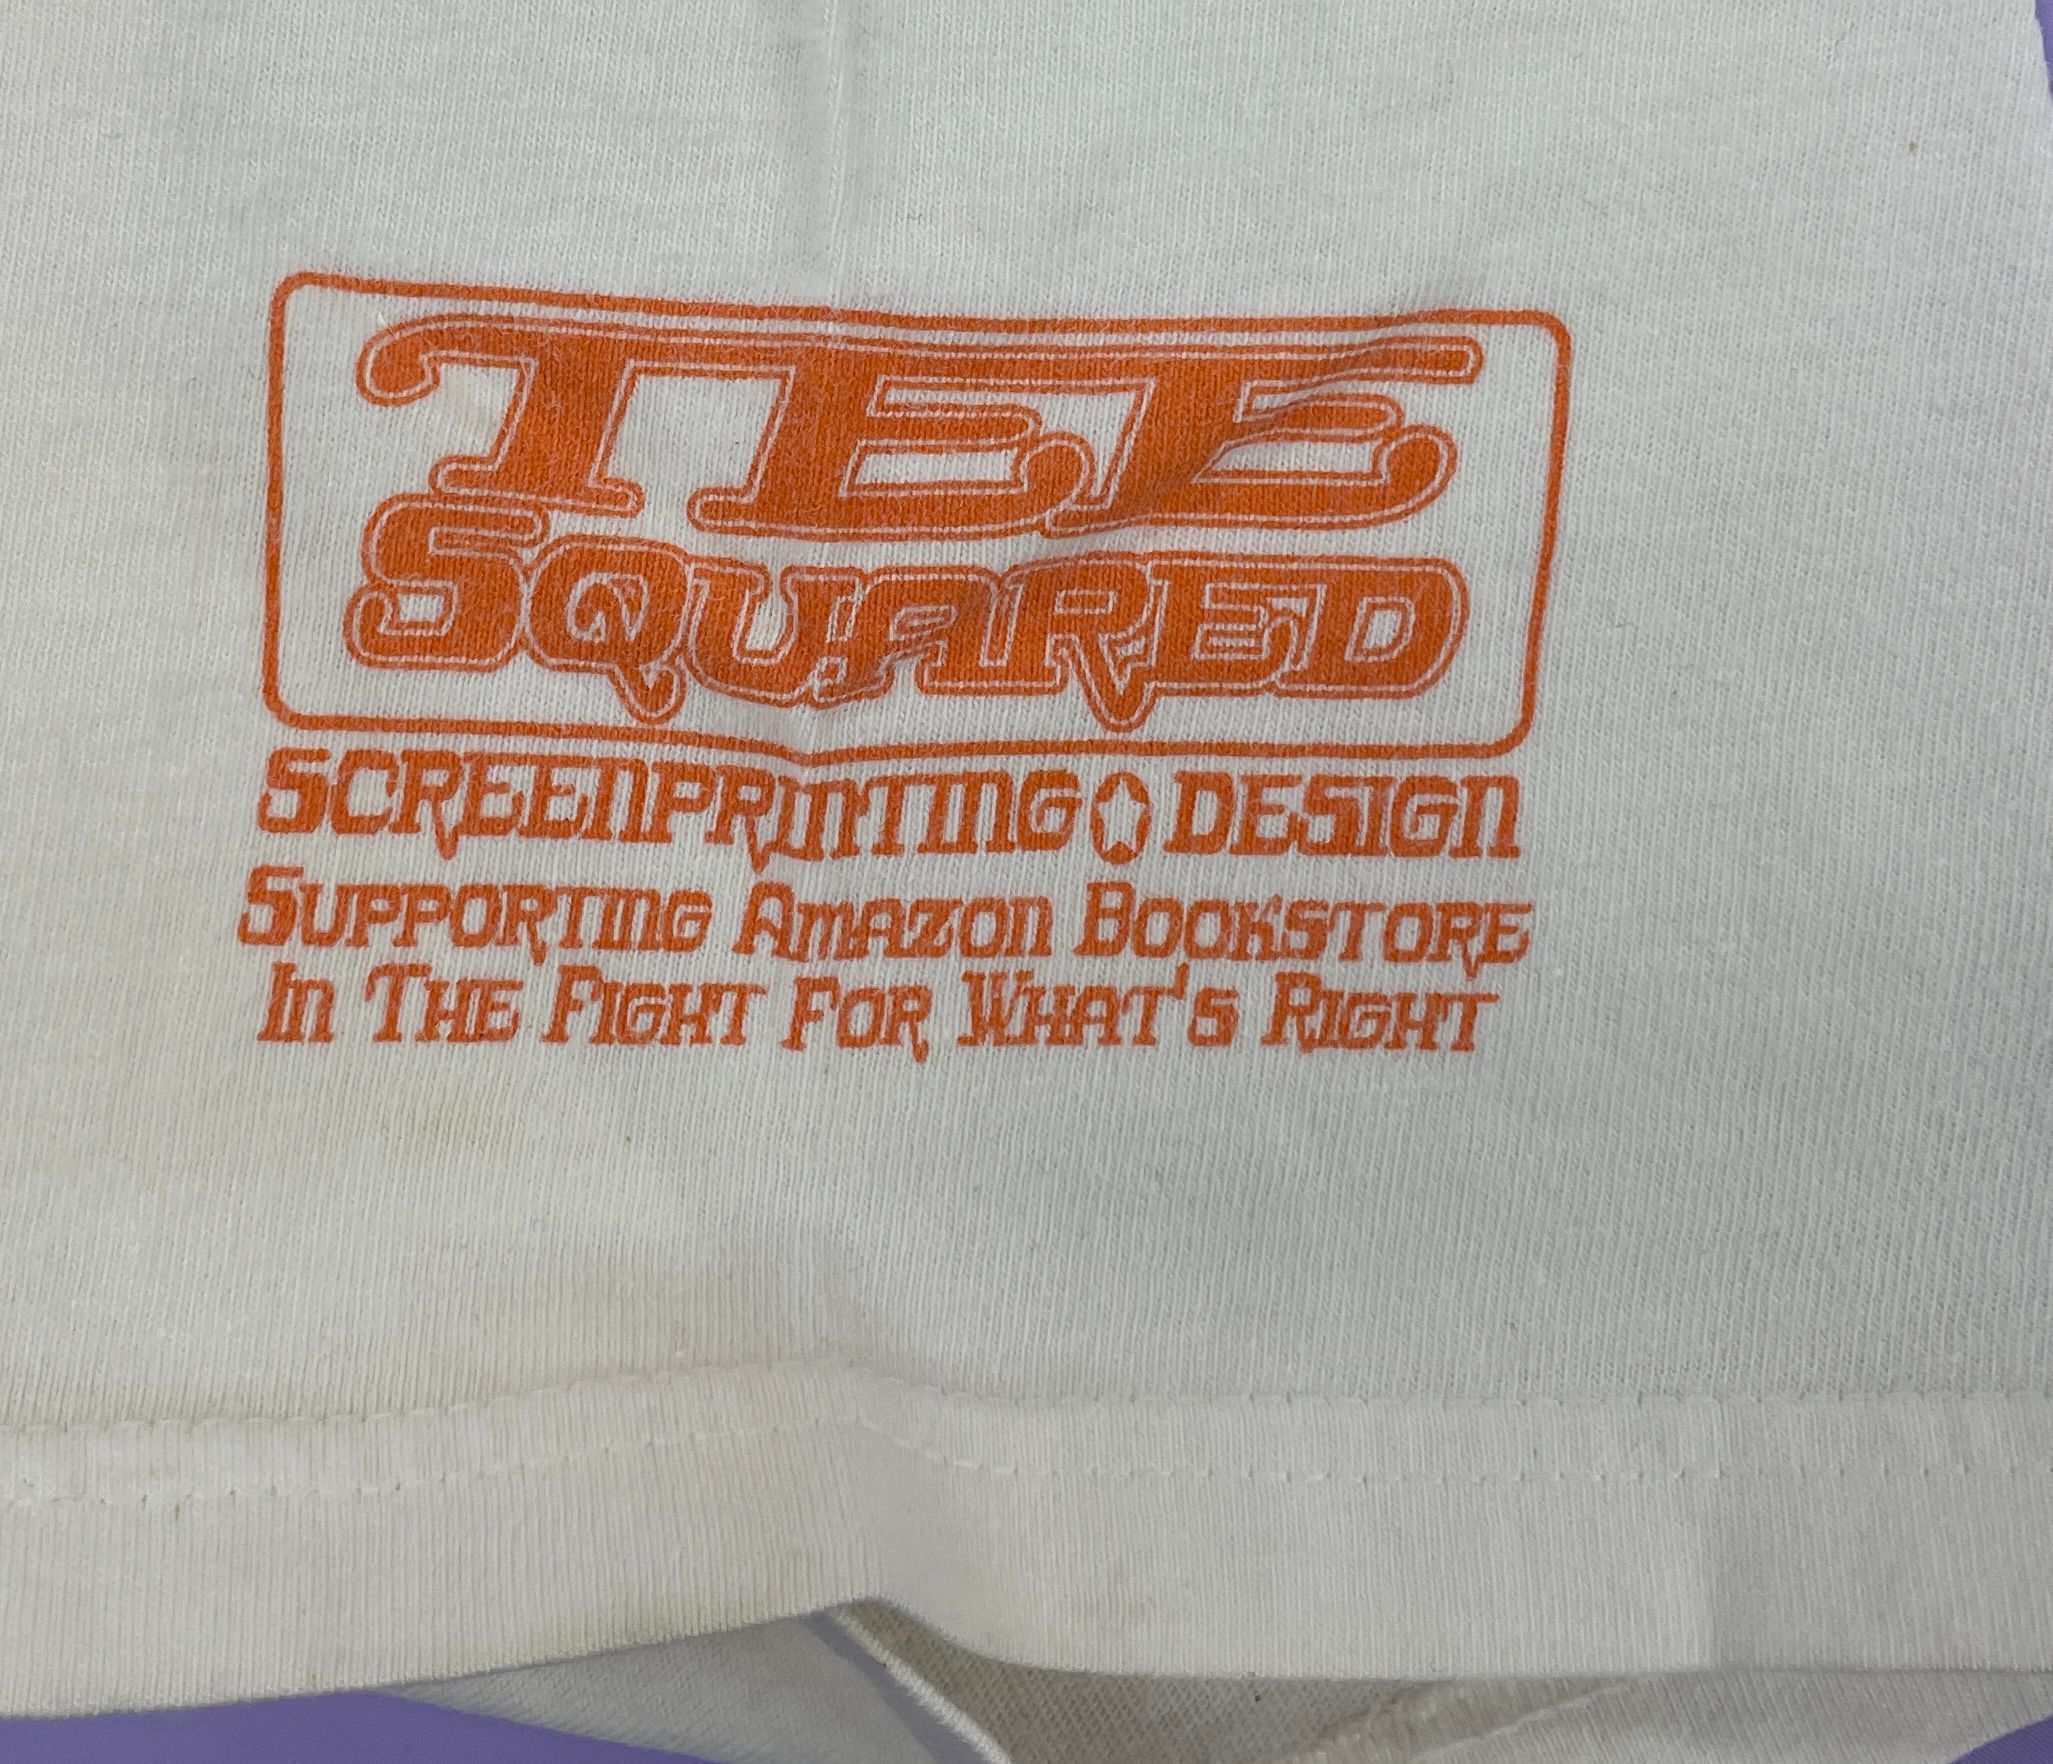 TEE
SQUARED
SCREENPRINTING DESIGN
SUPPORTING AMAZON BOOKSTORE
IN THE FIGHT FOR WHAT'S RIGHT